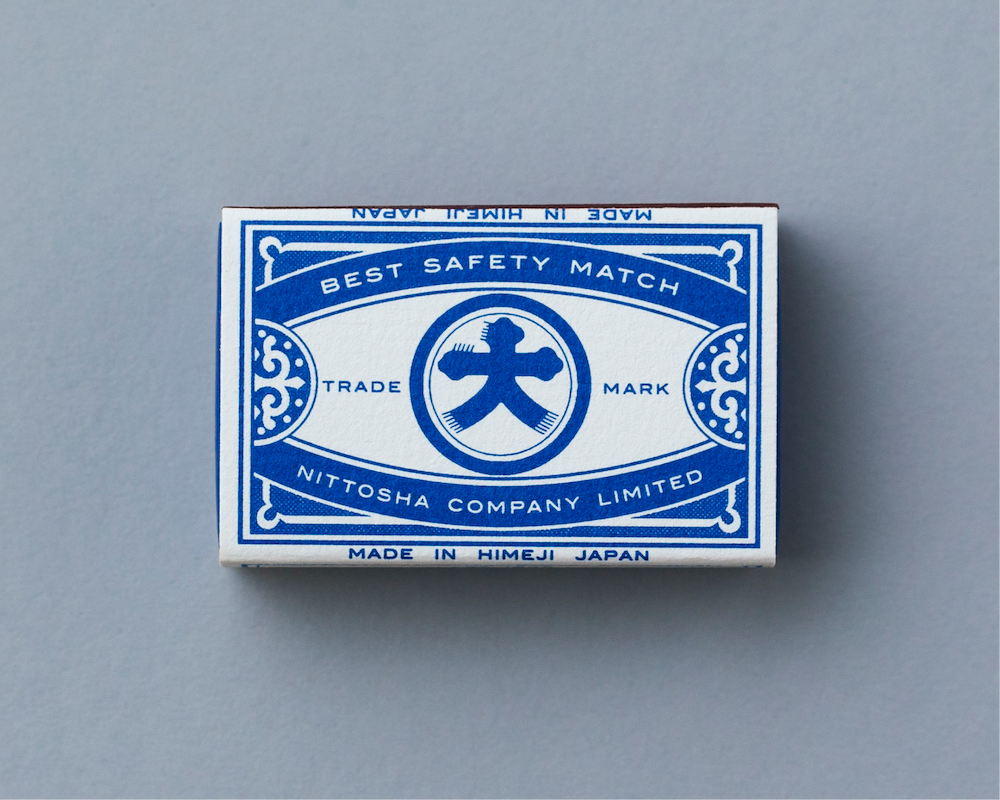 MADE IN HIMEJI JAPAN
BEST SAFETY MATCH
TRADE 大 MARK
NITTOSHA COMPANY LIMITED
MADE IN HIMEJI JAPAN